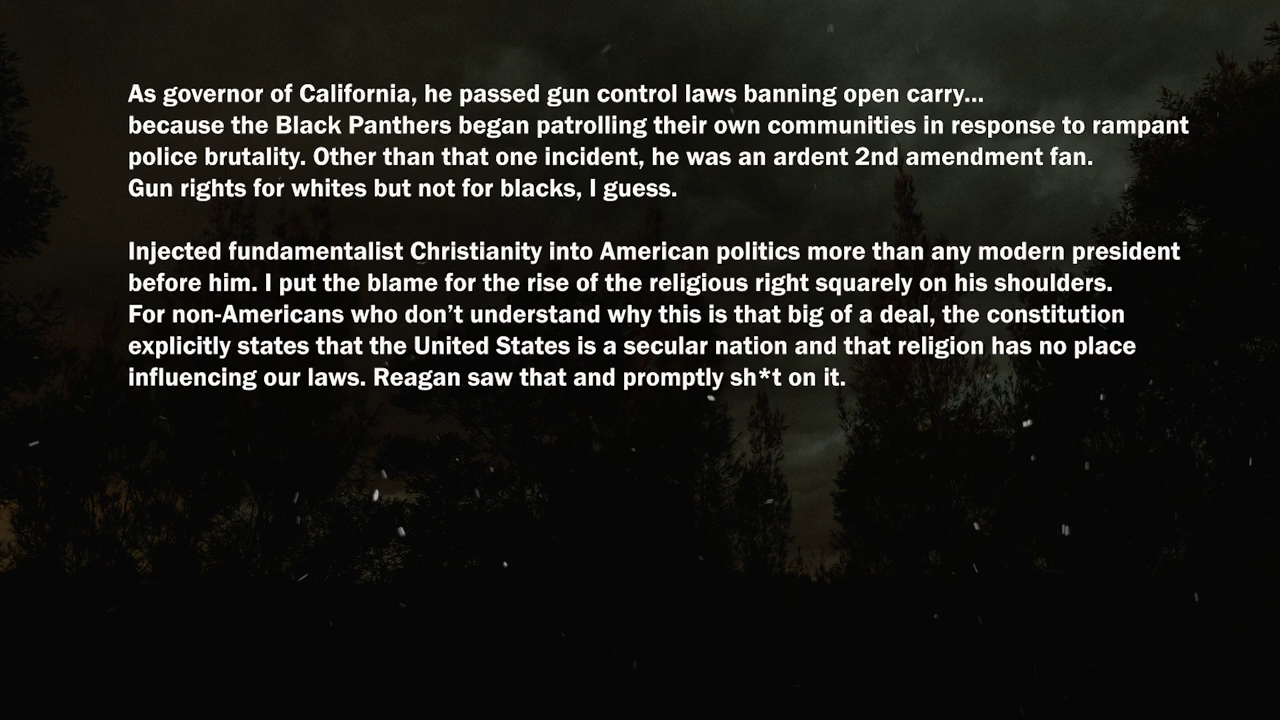 As governor of California, he passed gun control laws banning open carry...
because the Black Panthers began patrolling their own communities in response to rampant
police brutality. Other than that one incident, he was an ardent 2nd amendment fan.
Gun rights for whites but not for blacks, I guess.
Injected fundamentalist Christianity into American politics more than any modern president
before him. I put the blame for the rise of the religious right squarely on his shoulders.
For non-Americans who don’t understand why this is that big of a deal, the constitution
explicitly states that the United States is a secular nation and that religion has no place
influencing our laws. Reagan saw that and promptly sh*t on it.